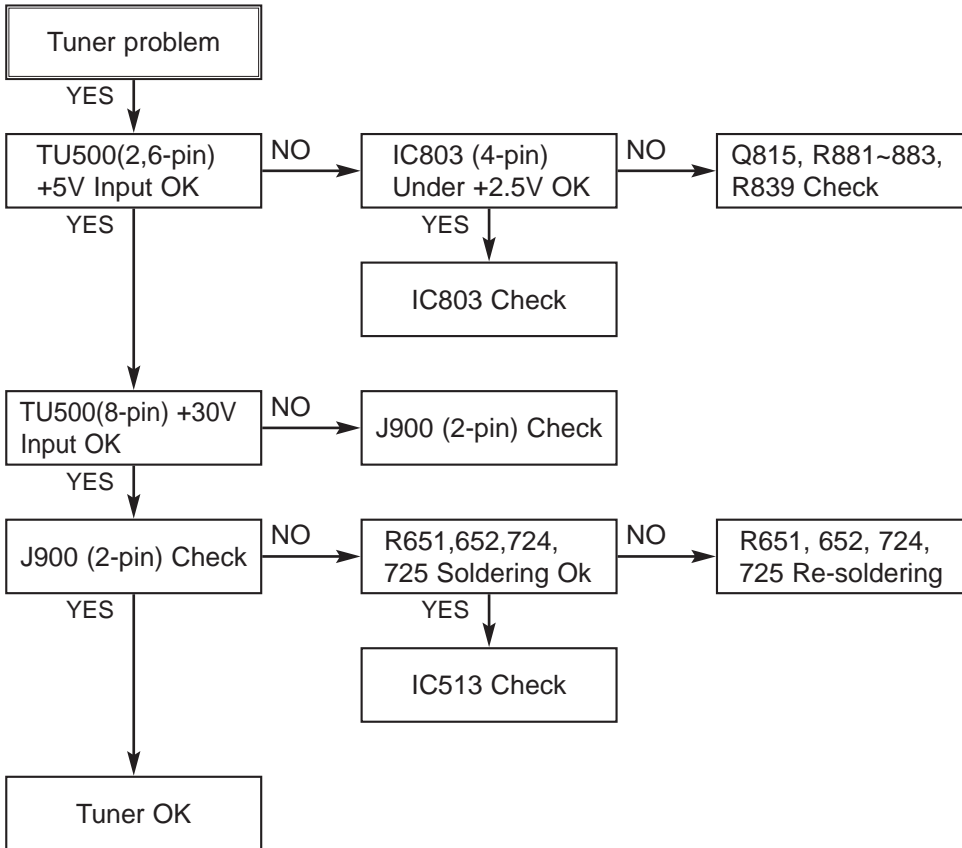 Tuner problem
YES
TU500(2,6-pin)
+5V Input OK
NO
IC803 (4-pin)
Under +2.5V OK
NO
Q815, R881~883,
R839 Check
YES
YES
IC803 Check
TU500(8-pin) +30V
Input OK
NO
J900 (2-pin) Check
YES
J900 (2-pin) Check
NO
R651,652,724,
725 Soldering Ok
NO
R651, 652, 724,
725 Re-soldering
YES
YES
IC513 Check
Tuner OK